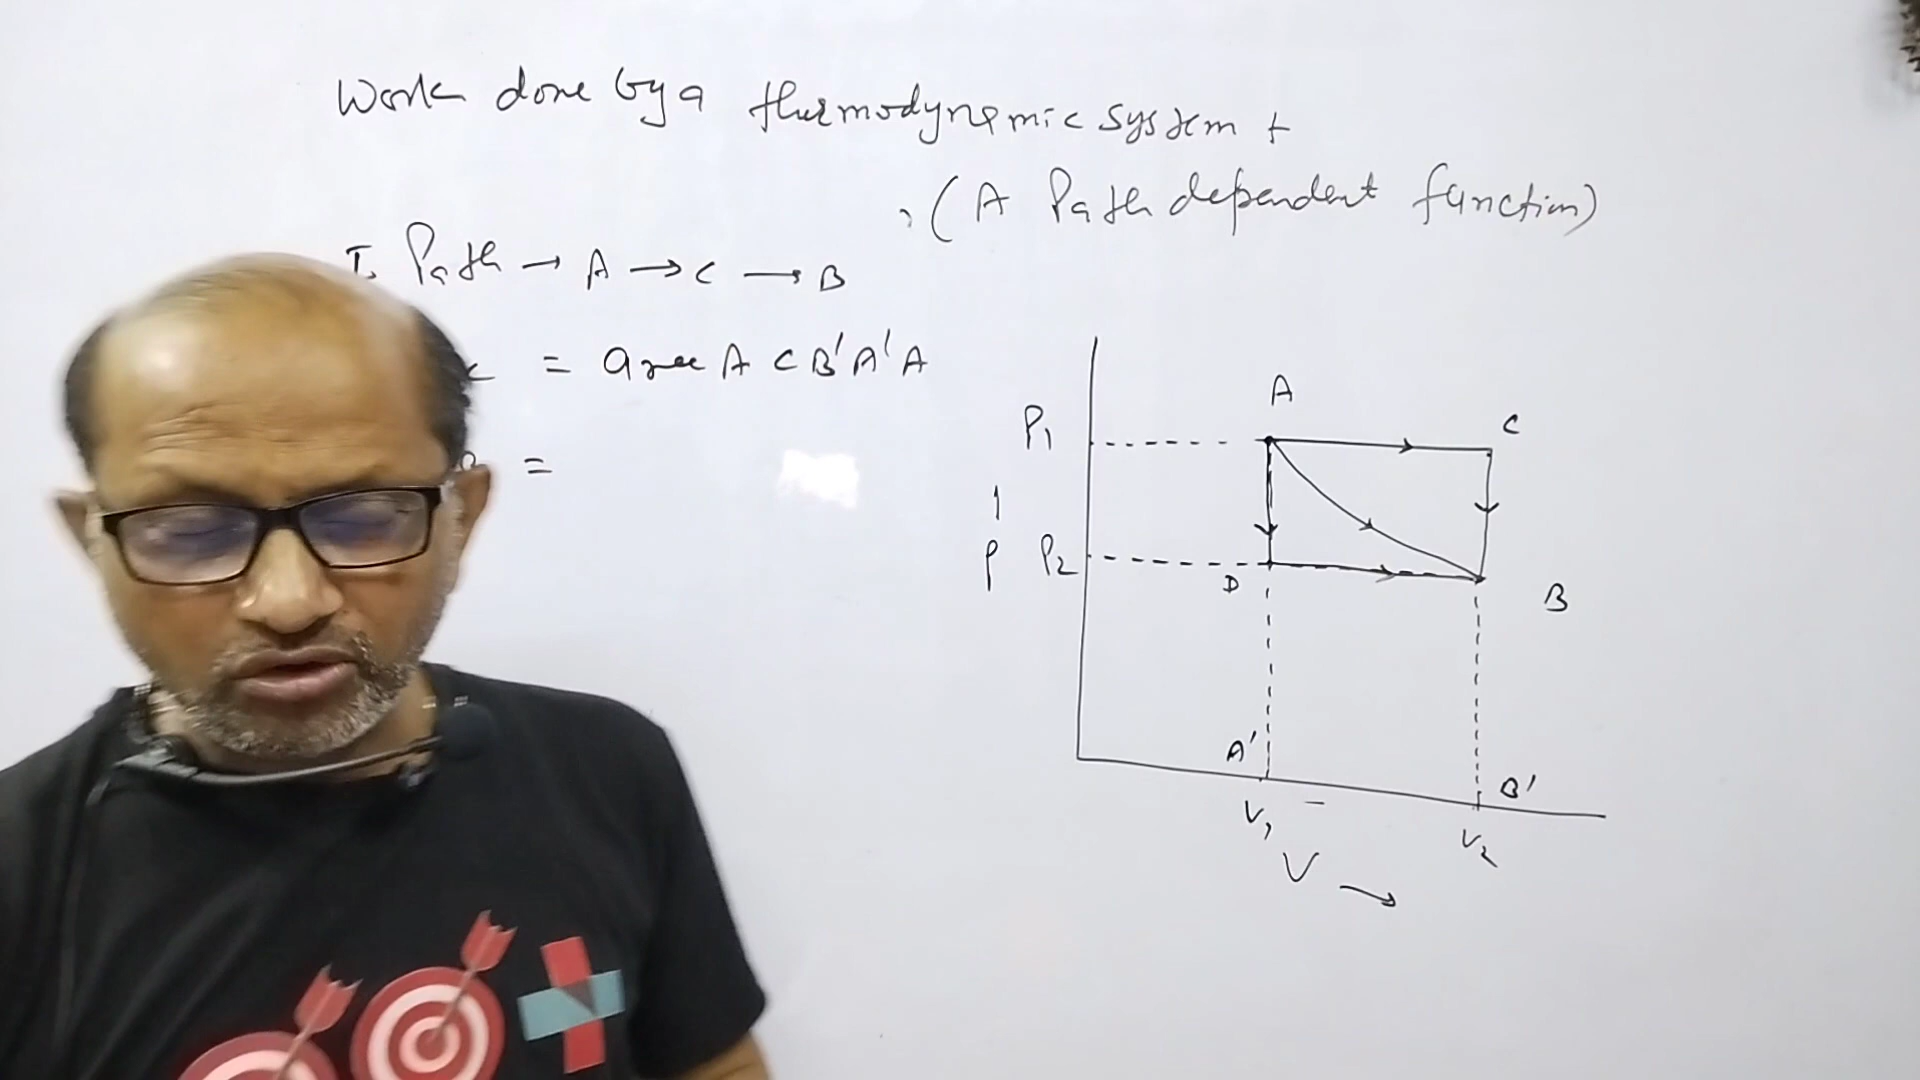 Work done by a thermodynamic system +
(A Path dependent function)
I Path → A → C → B
= area A C B' A' A
=
A
C
P1
P
P2
D
B
A'
B'
V1
V2
V →